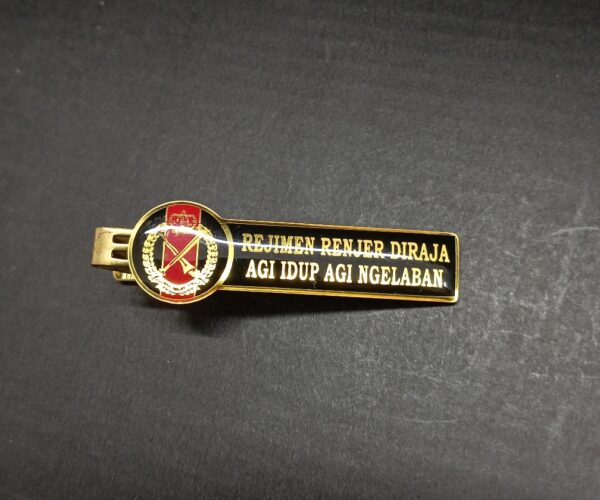 REJIMEN RENJER DIRAJA
AGI IDUP AGI NGELABAN